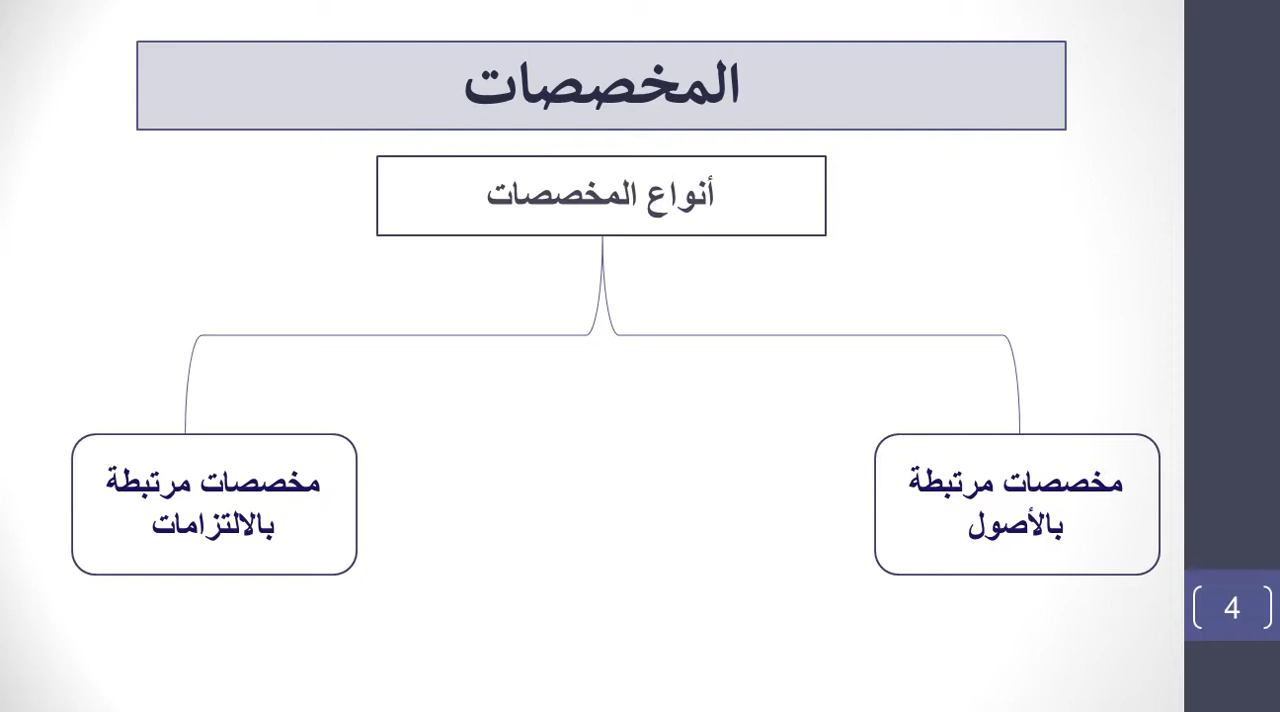 المخصصات
أنواع المخصصات
مخصصات مرتبطة
بالأصول
مخصصات مرتبطة
بالالتزامات
4